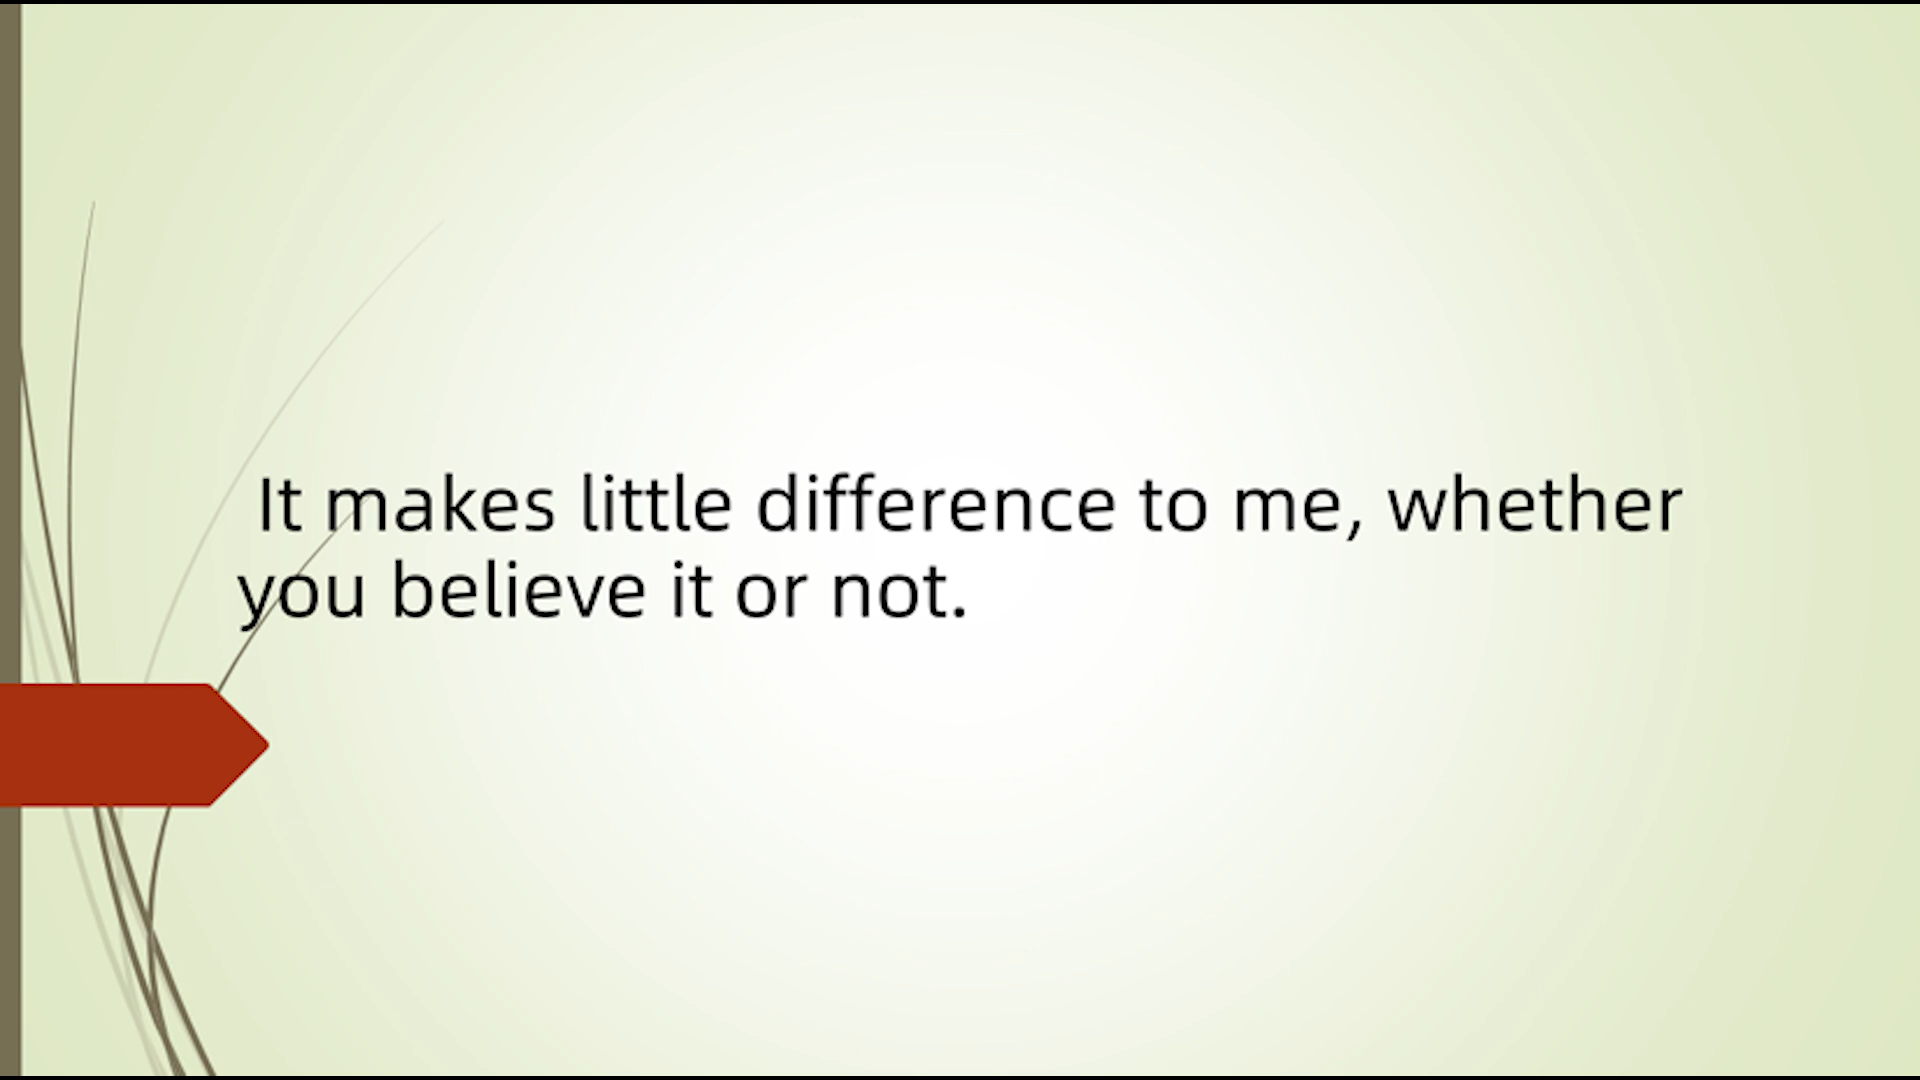 It makes little difference to me, whether
you believe it or not.